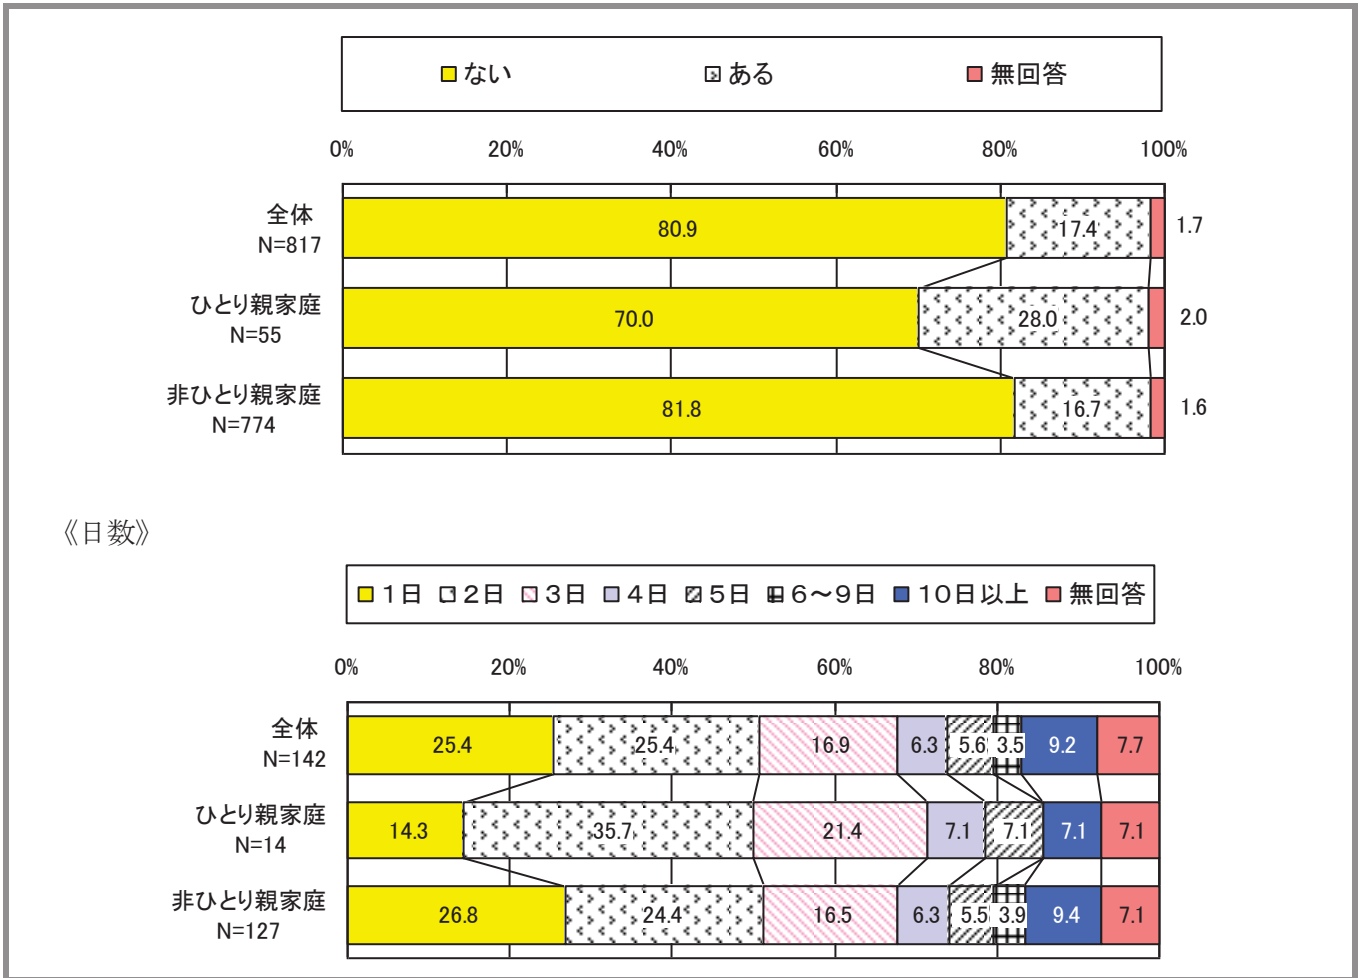 ない ある 無回答
0% 20% 40% 60% 80% 100%
全体
N=817
80.9 17.4 1.7
ひとり親家庭
N=55
70.0 28.0 2.0
非ひとり親家庭
N=774
81.8 16.7 1.6
《日数》
1日 2日 3日 4日 5日 6～9日 10日以上 無回答
0% 20% 40% 60% 80% 100%
全体
N=142
25.4 25.4 16.9 6.3 5.6 3.5 9.2 7.7
ひとり親家庭
N=14
14.3 35.7 21.4 7.1 7.1 7.1 7.1
非ひとり親家庭
N=127
26.8 24.4 16.5 6.3 5.5 3.9 9.4 7.1